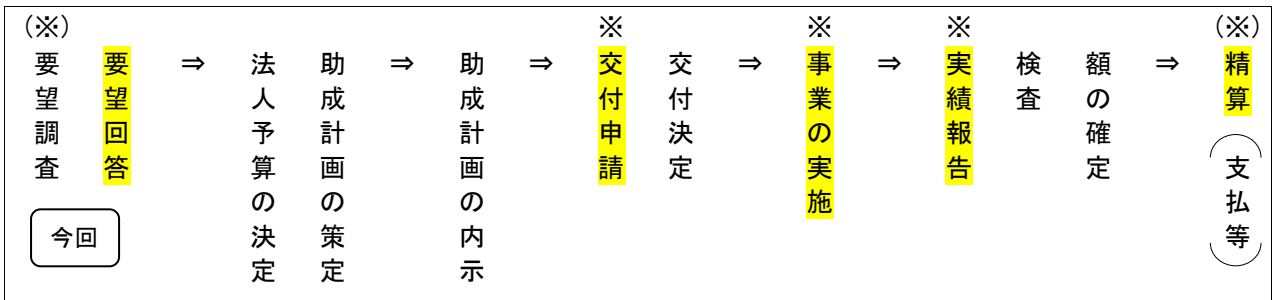 (※)
要望調査
要望回答
⇒
法人予算の決定
助成計画の策定
⇒
助成計画の内示
⇒
※
交付申請
交付決定
⇒
※
事業の実施
⇒
※
実績報告
検査
額の確定
⇒
(※)
精算
(支払等)
今回